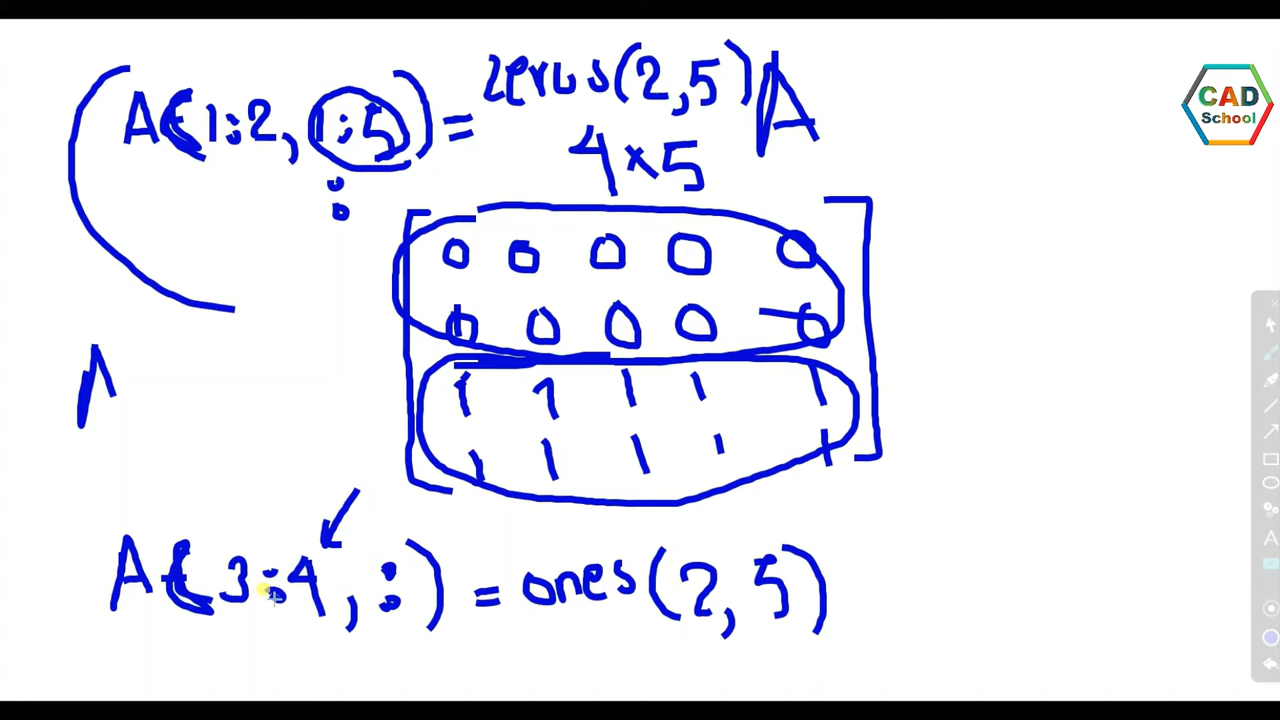 A(1:2, 1:5) = zeros(2,5) A
4×5
:
0 0 0 0 0
0 0 0 0 0
1 1 1 1 1
1 1 1 1 1
A
A(3:4, :) = ones(2,5)
CAD
School
A